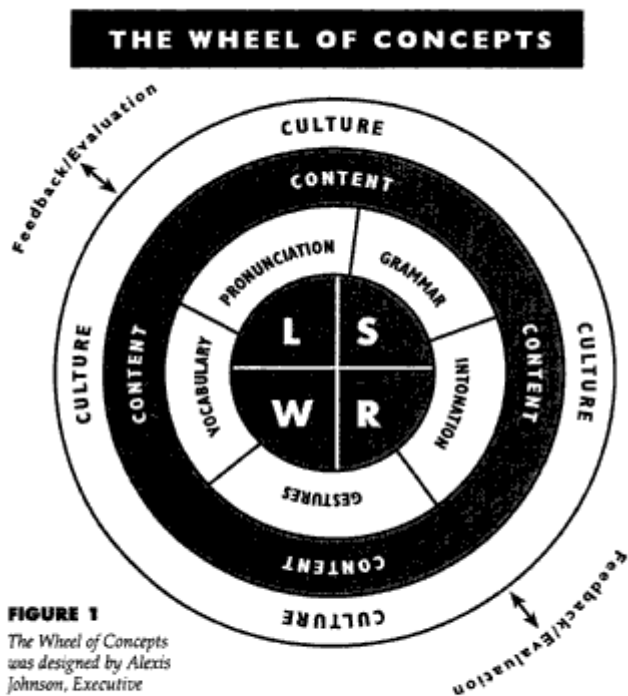 THE WHEEL OF CONCEPTS
Feedback/Evaluation
CULTURE
CONTENT
PRONUNCIATION
GRAMMAR
L S
CULTURE
CONTENT
VOCABULARY
INTONATION
CONTENT
CULTURE
W R
GESTURES
CONTENT
CULTURE
Feedback/Evaluation
FIGURE 1
The Wheel of Concepts
was designed by Alexis
Johnson, Executive